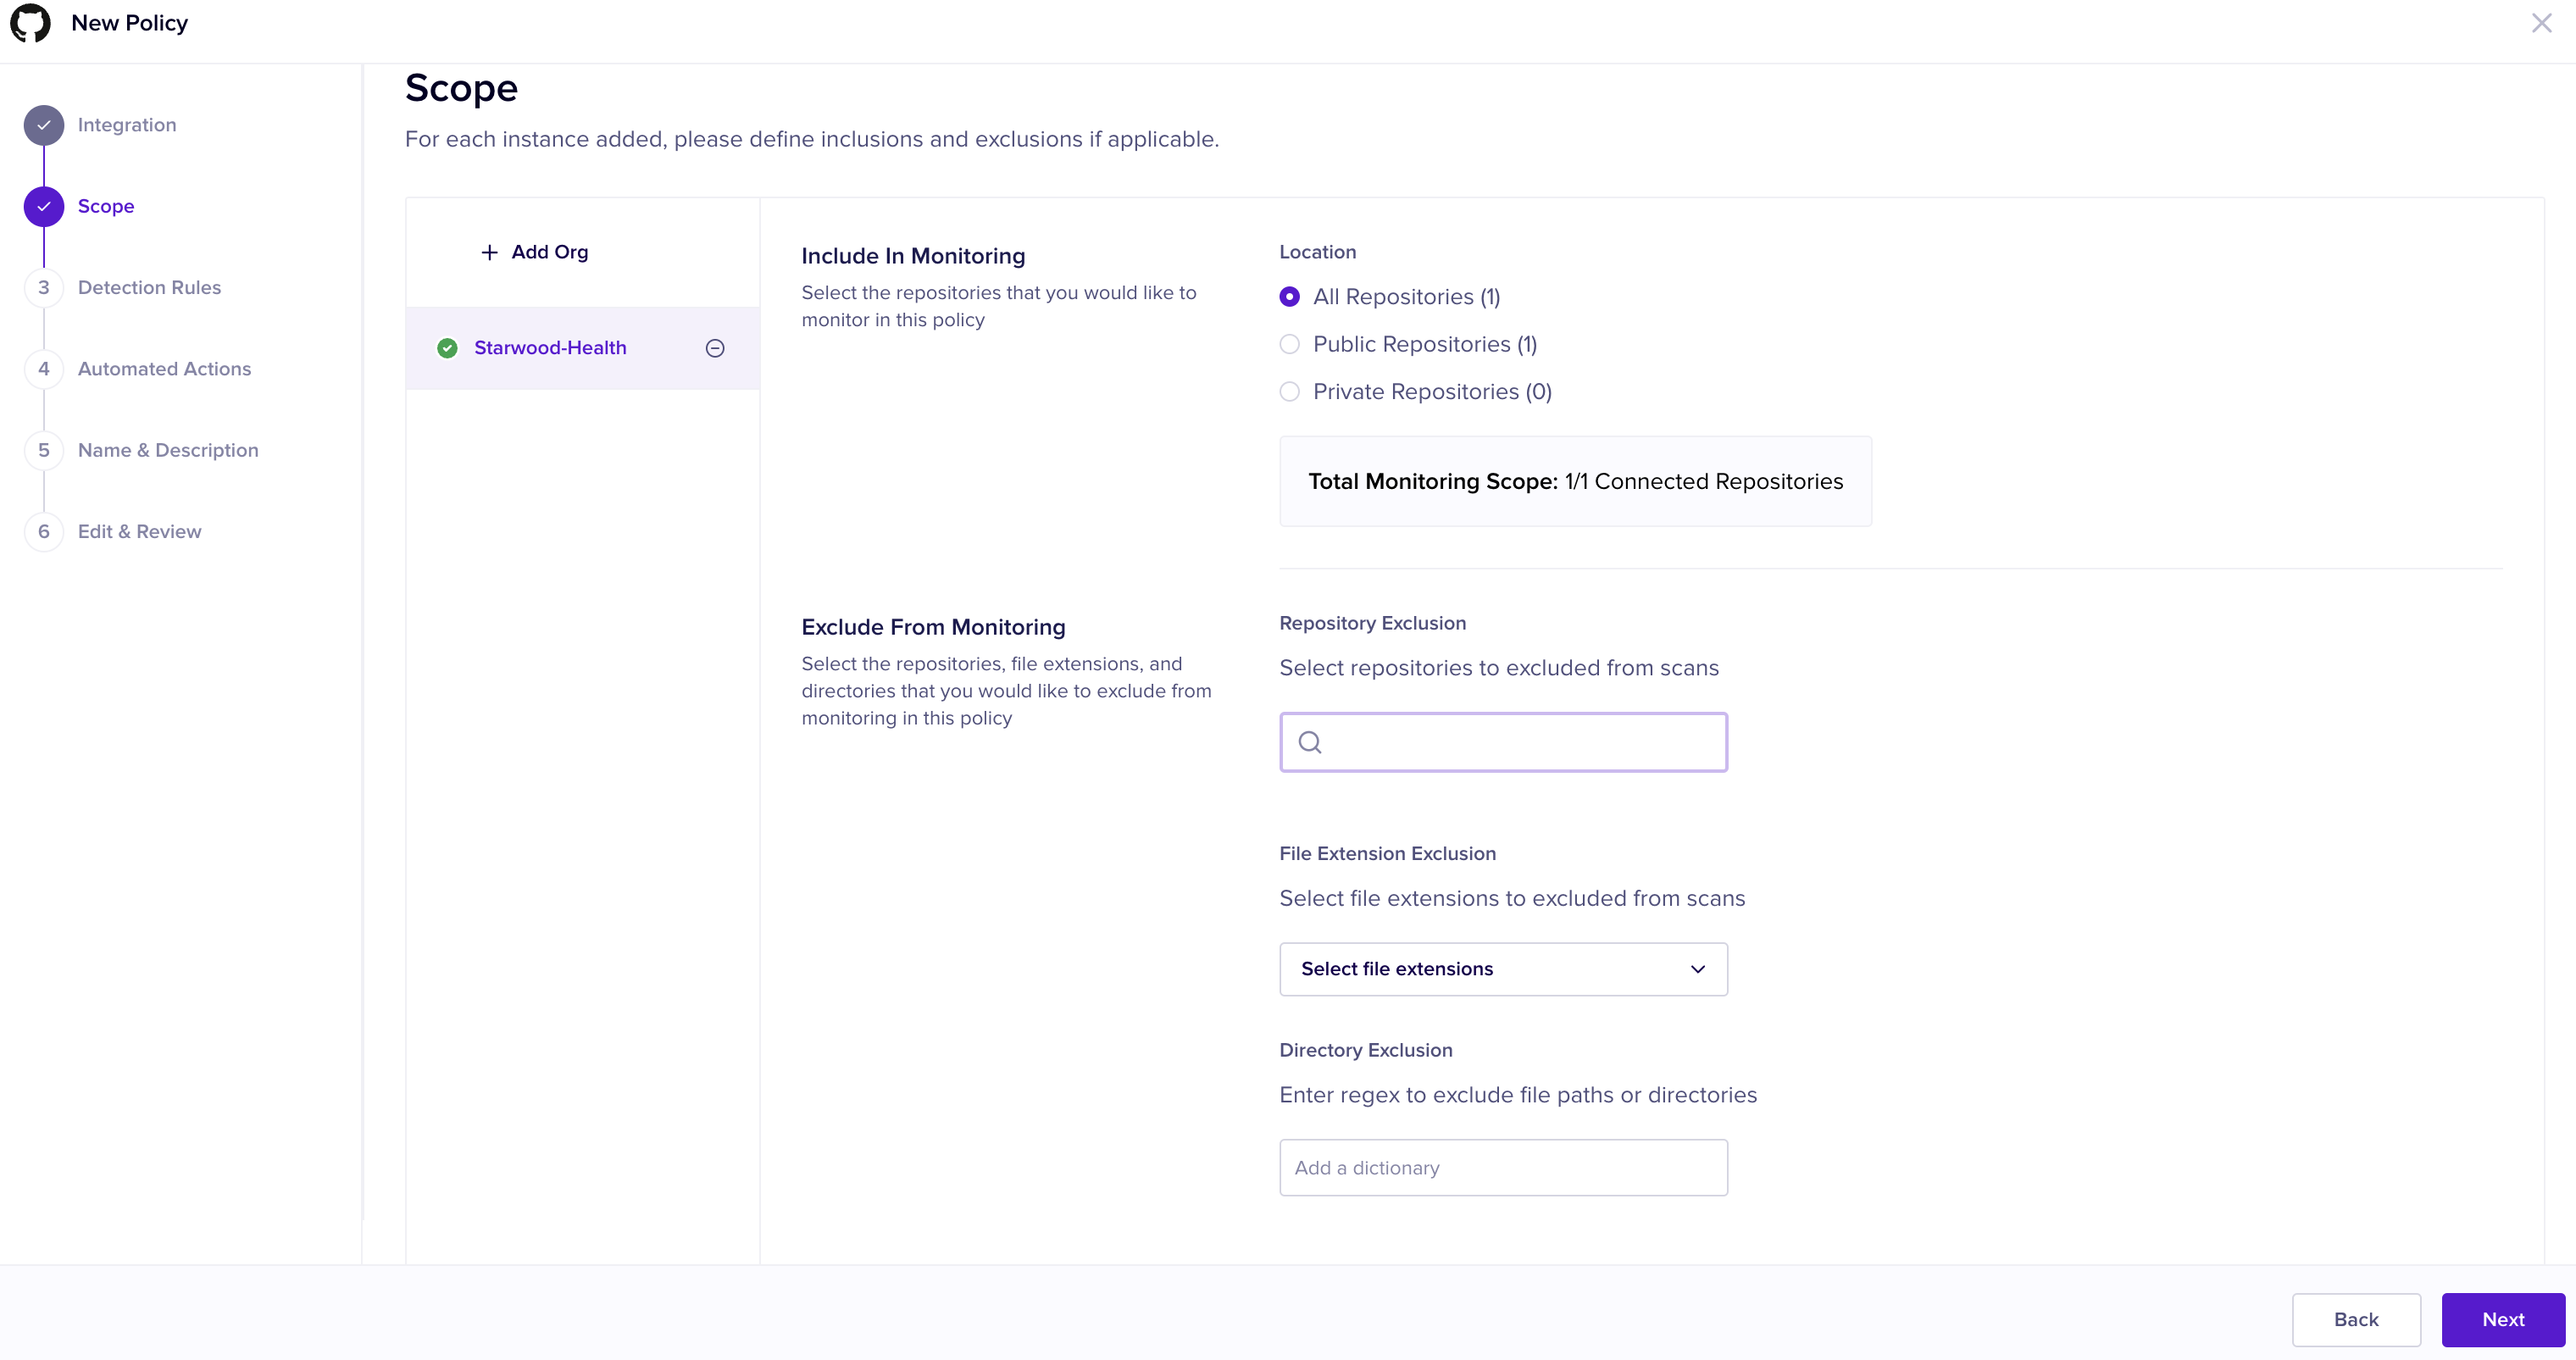 New Policy
Integration
Scope
3 Detection Rules
4 Automated Actions
5 Name & Description
6 Edit & Review
Scope
For each instance added, please define inclusions and exclusions if applicable.
Add Org
Starwood-Health
Include In Monitoring
Select the repositories that you would like to
monitor in this policy
Location
All Repositories (1)
Public Repositories (1)
Private Repositories (0)
Total Monitoring Scope: 1/1 Connected Repositories
Exclude From Monitoring
Select the repositories, file extensions, and
directories that you would like to exclude from
monitoring in this policy
Repository Exclusion
Select repositories to excluded from scans
File Extension Exclusion
Select file extensions to excluded from scans
Select file extensions
Directory Exclusion
Enter regex to exclude file paths or directories
Add a dictionary
Back
Next